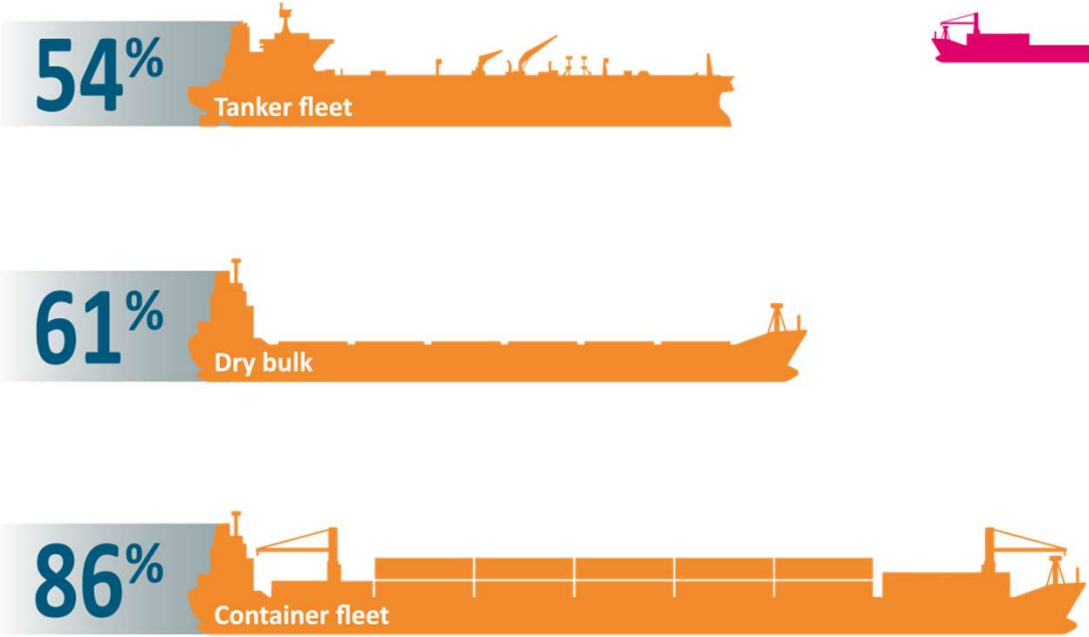 54%
Tanker fleet
61%
Dry bulk
86%
Container fleet